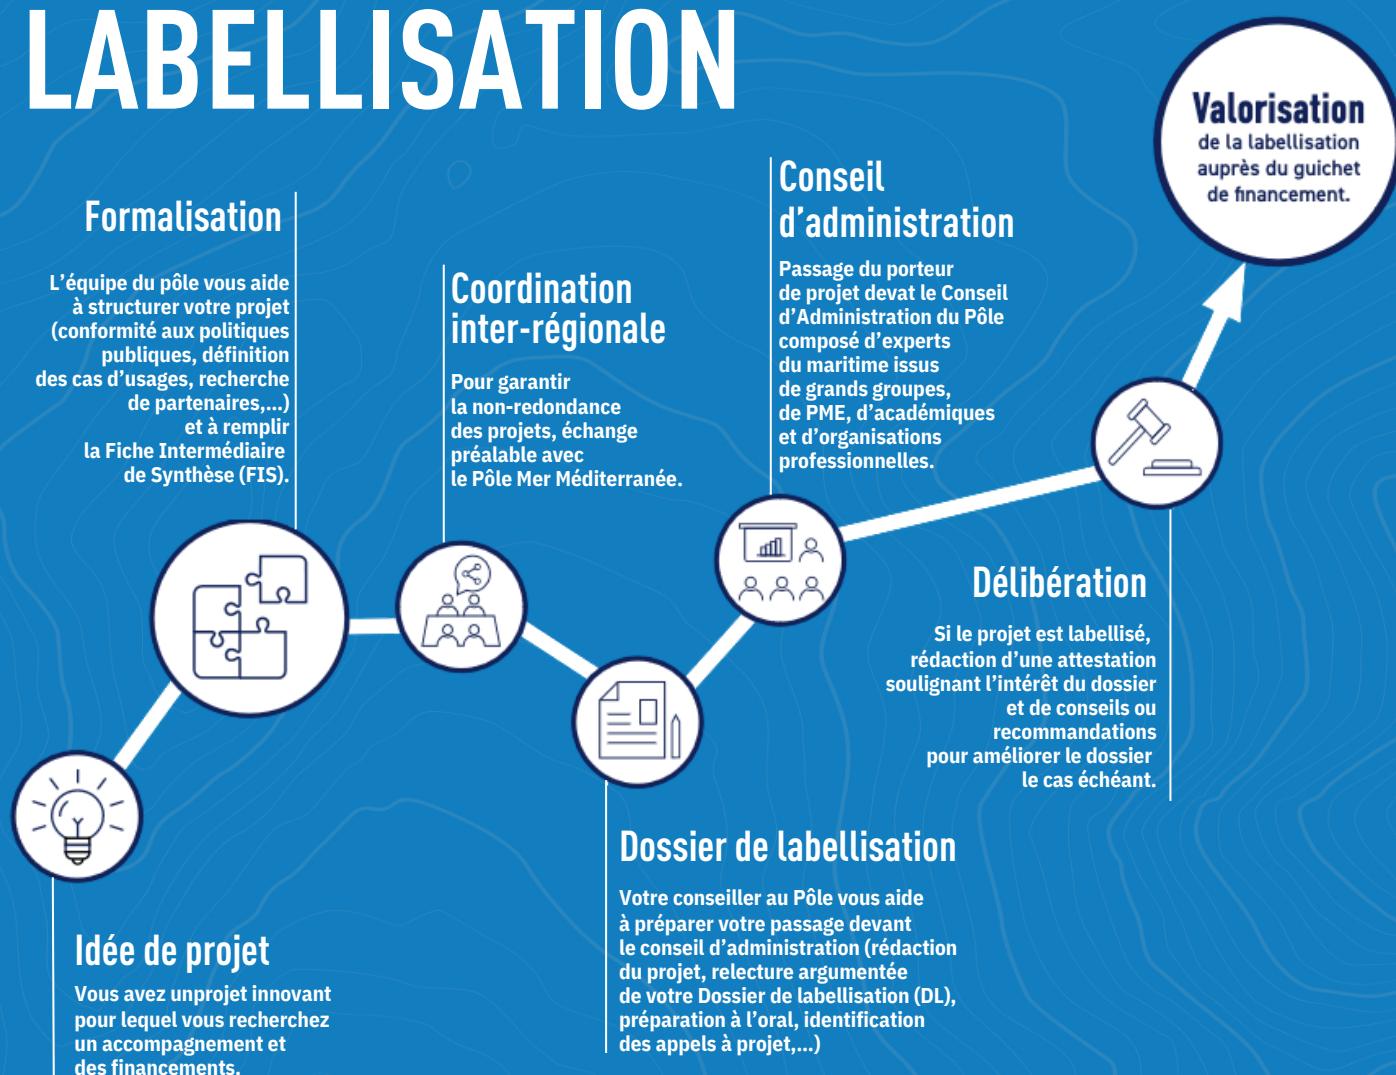 LABELLISATION
Formalisation
L'équipe du pôle vous aide
à structurer votre projet
(conformité aux politiques
publiques, définition
des cas d'usages, recherche
de partenaires,...)
et à remplir
la Fiche Intermédiaire
de Synthèse (FIS).
Coordination
inter-régionale
Pour garantir
la non-redondance
des projets, échange
préalable avec
le Pôle Mer Méditerranée.
Conseil
d'administration
Passage du porteur
de projet devat le Conseil
d'Administration du Pôle
composé d'experts
du maritime issus
de grands groupes,
de PME, d'académiques
et d'organisations
professionnelles.
Valorisation
de la labellisation
auprès du guichet
de financement.
Délibération
Si le projet est labellisé,
rédaction d'une attestation
soulignant l'intérêt du dossier
et de conseils ou
recommandations
pour améliorer le dossier
le cas échéant.
Dossier de labellisation
Votre conseiller au Pôle vous aide
à préparer votre passage devant
le conseil d'administration (rédaction
du projet, relecture argumentée
de votre Dossier de labellisation (DL),
préparation à l'oral, identification
des appels à projet,...)
Idée de projet
Vous avez unprojet innovant
pour lequel vous recherchez
un accompagnement et
des financements.